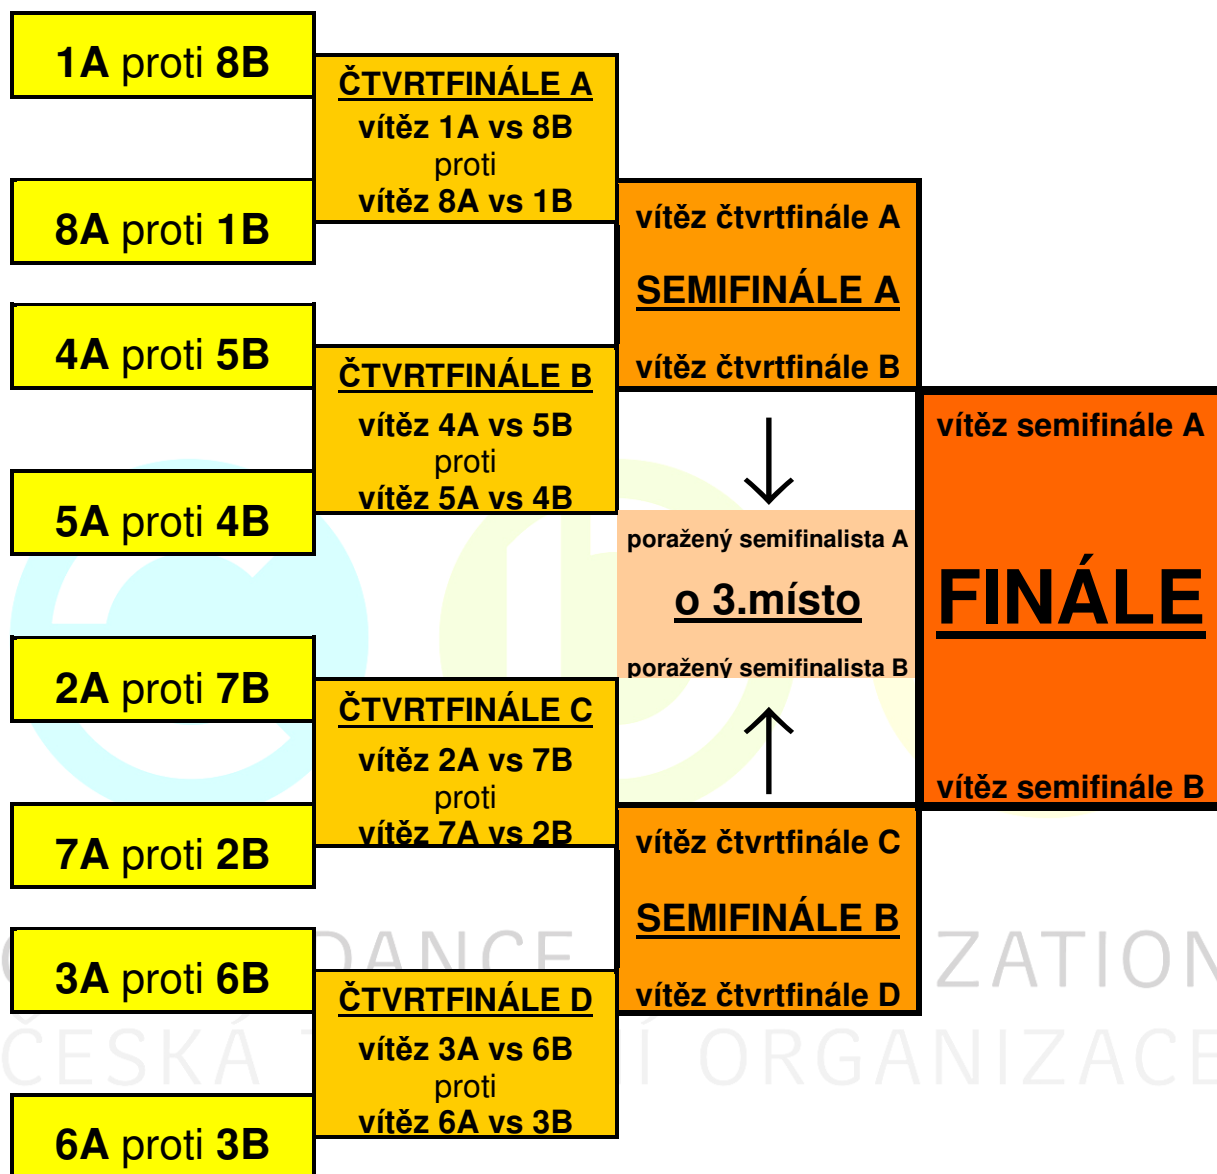 1A proti 8B
8A proti 1B
4A proti 5B
5A proti 4B
2A proti 7B
7A proti 2B
3A proti 6B
6A proti 3B
ČTVRTFINÁLE A
vítěz 1A vs 8B
proti
vítěz 8A vs 1B
ČTVRTFINÁLE B
vítěz 4A vs 5B
proti
vítěz 5A vs 4B
ČTVRTFINÁLE C
vítěz 2A vs 7B
proti
vítěz 7A vs 2B
ČTVRTFINÁLE D
vítěz 3A vs 6B
proti
vítěz 6A vs 3B
vítěz čtvrtfinále A
SEMIFINÁLE A
vítěz čtvrtfinále B
poražený semifinalista A
o 3.místo
poražený semifinalista B
vítěz čtvrtfinále C
SEMIFINÁLE B
vítěz čtvrtfinále D
vítěz semifinále A
FINÁLE
vítěz semifinále B
DANCE ZATION
ČESKÁ ORGANIZACE